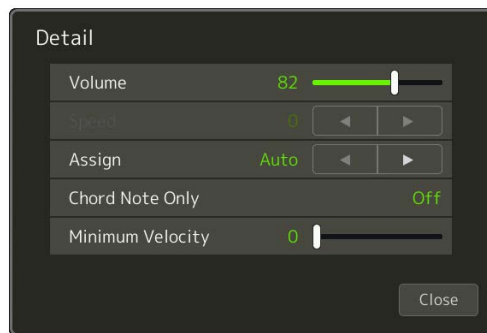 Detail
Volume 82
Speed 0
Assign Auto
Chord Note Only Off
Minimum Velocity 0
Close